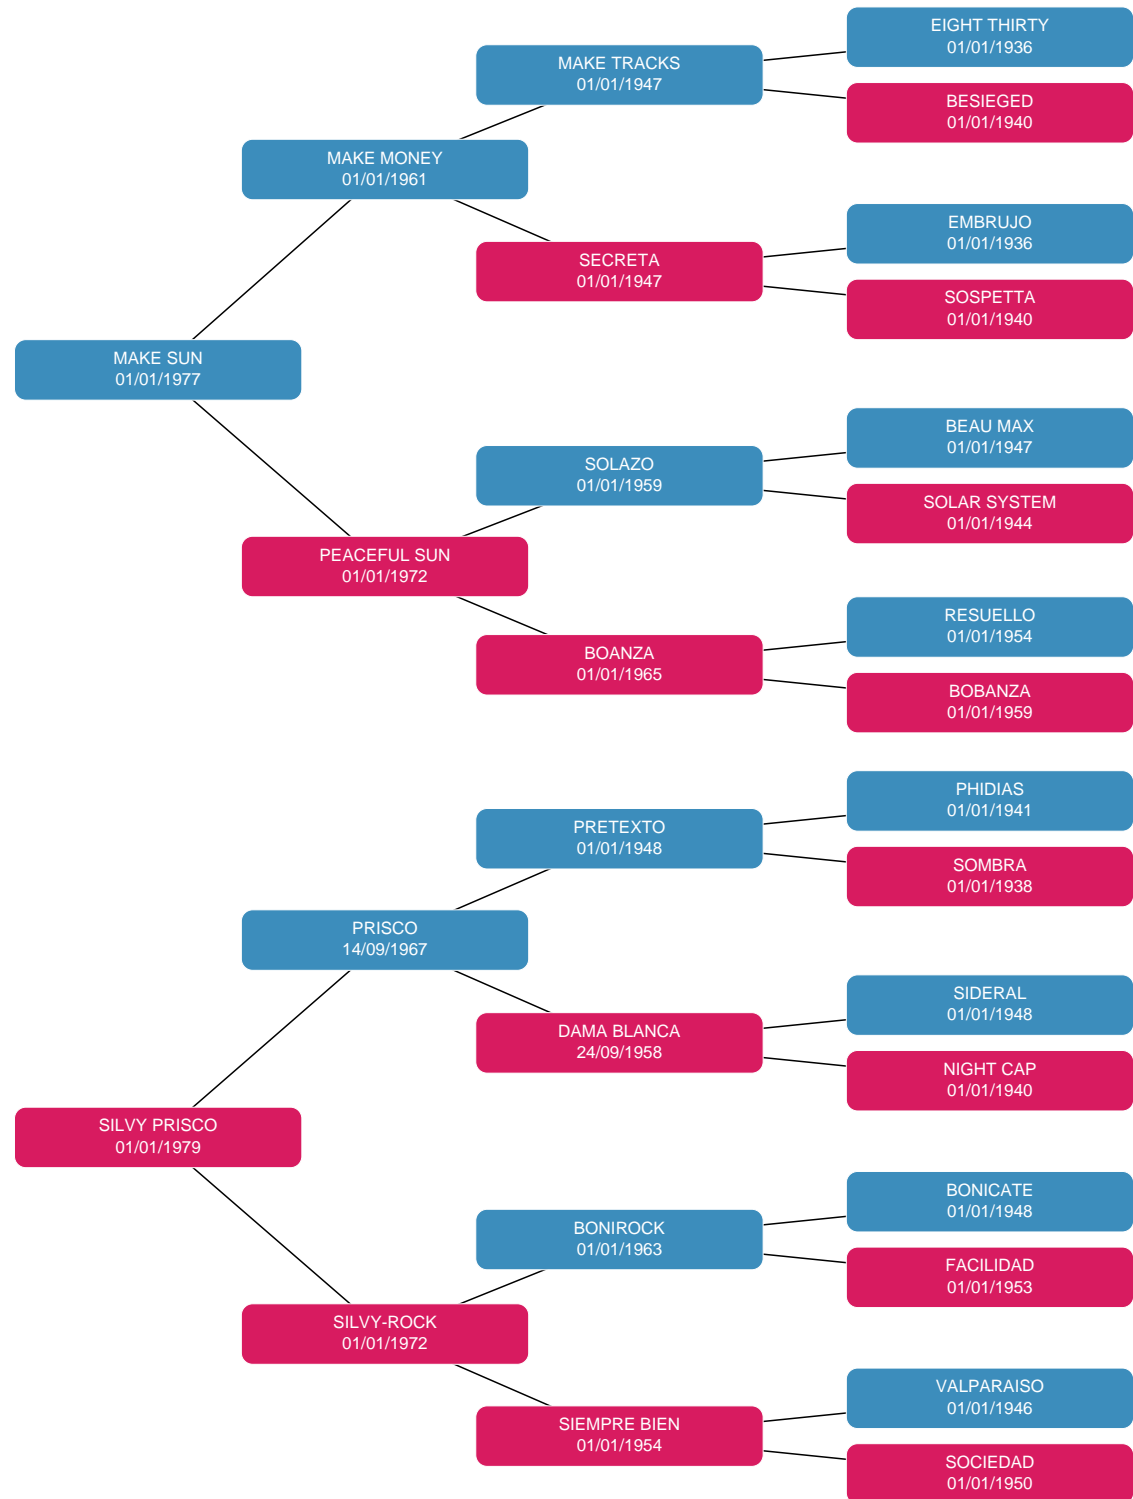 EIGHT THIRTY
01/01/1936
MAKE TRACKS
01/01/1947
BESIEGED
01/01/1940
MAKE MONEY
01/01/1961
EMBRUJO
01/01/1936
SECRETA
01/01/1947
SOSPETTA
01/01/1940
MAKE SUN
01/01/1977
BEAU MAX
01/01/1947
SOLAZO
01/01/1959
SOLAR SYSTEM
01/01/1944
PEACEFUL SUN
01/01/1972
RESUELLO
01/01/1954
BOANZA
01/01/1965
BOBANZA
01/01/1959
PHIDIAS
01/01/1941
PRETEXTO
01/01/1948
SOMBRA
01/01/1938
PRISCO
14/09/1967
SIDERAL
01/01/1948
DAMA BLANCA
24/09/1958
NIGHT CAP
01/01/1940
SILVY PRISCO
01/01/1979
BONICATE
01/01/1948
BONIROCK
01/01/1963
FACILIDAD
01/01/1953
SILVY-ROCK
01/01/1972
VALPARAISO
01/01/1946
SIEMPRE BIEN
01/01/1954
SOCIEDAD
01/01/1950